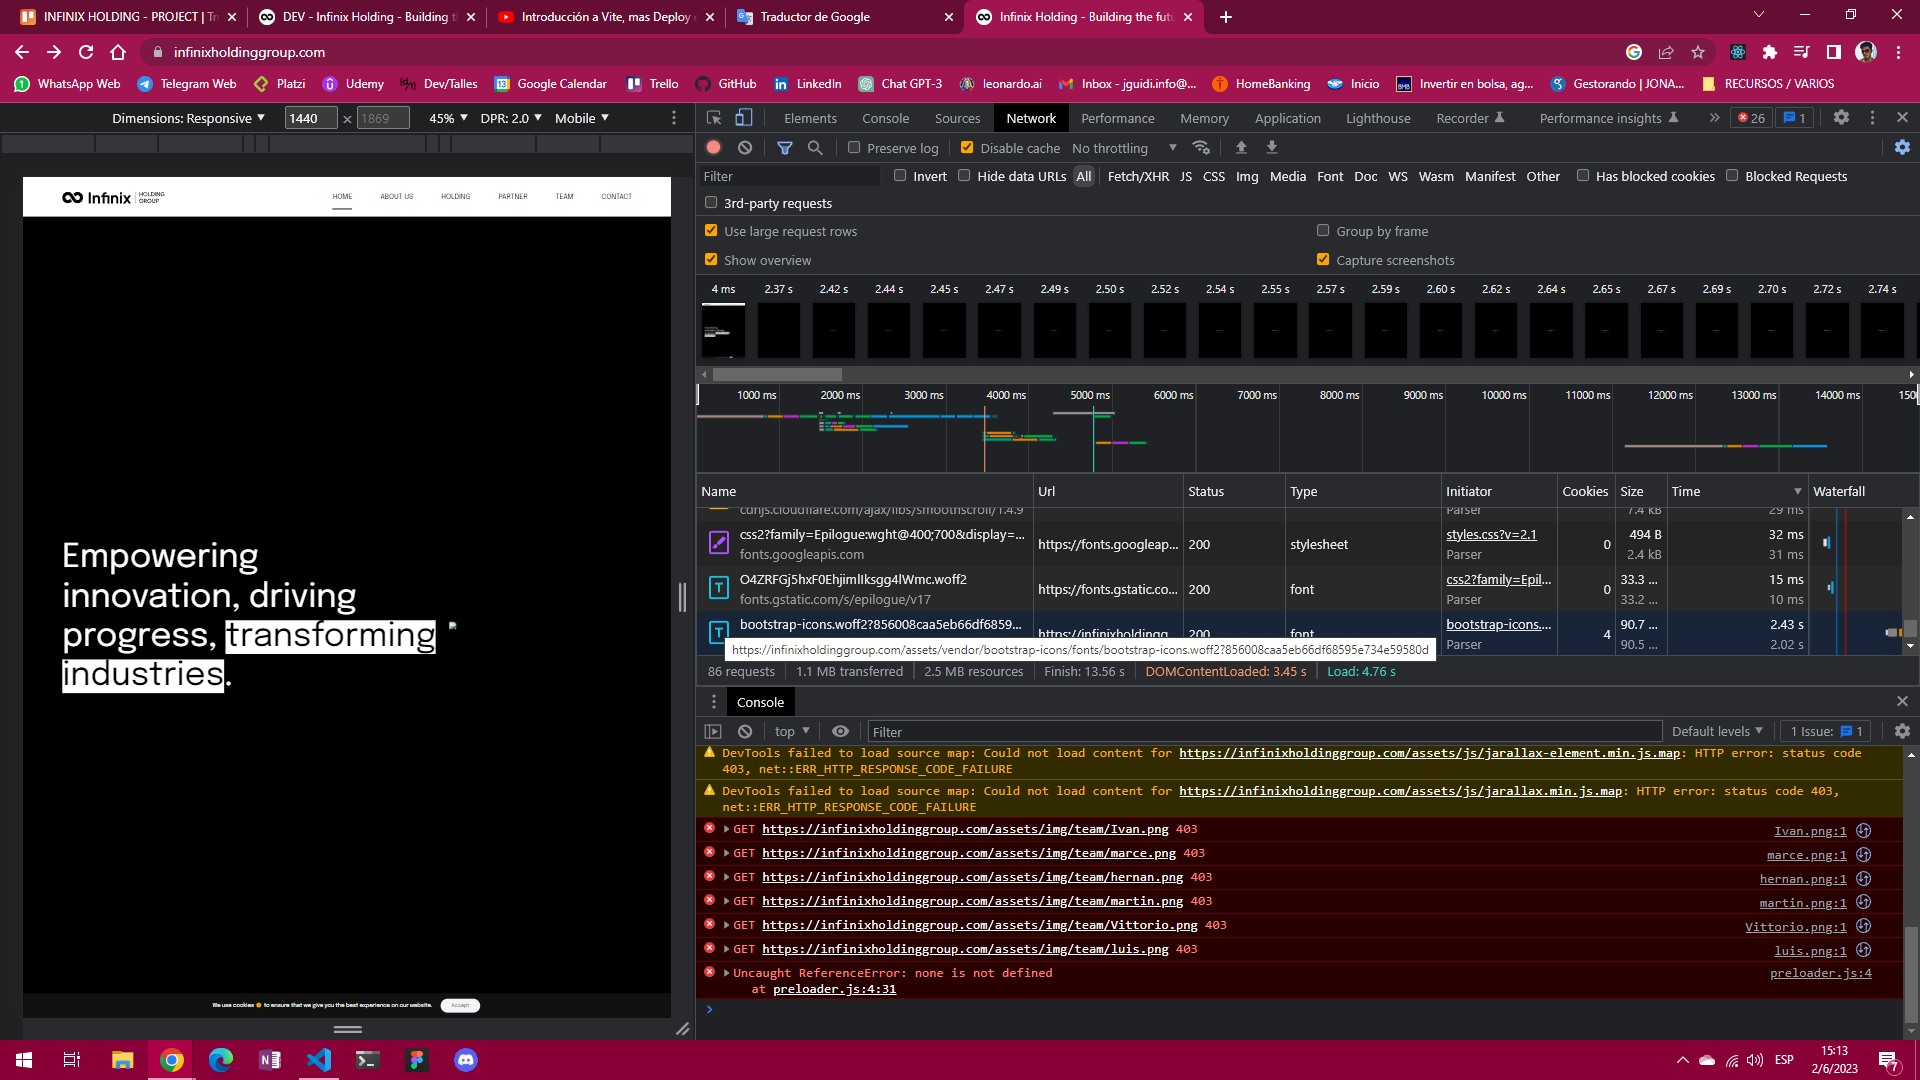 INFINIX HOLDING - PROJECT | Tr
DEV - Infinix Holding - Building t
Introducción a Vite, mas Deploy
Traductor de Google
Infinix Holding - Building the futu
infinixholdinggroup.com
WhatsApp Web
Telegram Web
Platzi
Udemy
Dev/Talles
Google Calendar
Trello
GitHub
LinkedIn
Chat GPT-3
leonardo.ai
Inbox - jguidi.info@...
HomeBanking
Inicio
Invertir en bolsa, ag...
Gestorando | JONA...
RECURSOS / VARIOS
Dimensions: Responsive
1440 × 1869
45%
DPR: 2.0
Mobile
Elements
Console
Sources
Network
Performance
Memory
Application
Lighthouse
Recorder
Performance insights
26
1
Preserve log
Disable cache
No throttling
Filter
Invert
Hide data URLs
All
Fetch/XHR
JS
CSS
Img
Media
Font
Doc
WS
Wasm
Manifest
Other
Has blocked cookies
Blocked Requests
3rd-party requests
Use large request rows
Group by frame
Show overview
Capture screenshots
4 ms 2.37 s 2.42 s 2.44 s 2.45 s 2.47 s 2.49 s 2.50 s 2.52 s 2.54 s 2.55 s 2.57 s 2.59 s 2.60 s 2.62 s 2.64 s 2.65 s 2.67 s 2.69 s 2.70 s 2.72 s 2.74 s
1000 ms 2000 ms 3000 ms 4000 ms 5000 ms 6000 ms 7000 ms 8000 ms 9000 ms 10000 ms 11000 ms 12000 ms 13000 ms 14000 ms 150
Name Url Status Type Initiator Cookies Size Time Waterfall
cdnjs.cloudflare.com/ajax/libs/smoothscroll/1.4.9 Parser 7.4 kB 29 ms
css2?family=Epilogue:wght@400;700&display=... https://fonts.googleap... 200 stylesheet styles.css?v=2.1 0 494 B 32 ms
fonts.googleapis.com Parser 2.4 kB 31 ms
O4ZRFGj5hxF0EhjimlIksgg4lWmc.woff2 https://fonts.gstatic.co... 200 font css2?family=Epil... 0 33.3 ... 15 ms
fonts.gstatic.com/s/epilogue/v17 Parser 33.2 ... 10 ms
bootstrap-icons.woff2?856008caa5eb66df6859... https://infinixholdingg... 200 font bootstrap-icons.... 4 90.7 ... 2.43 s
Parser 90.5 ... 2.02 s
https://infinixholdinggroup.com/assets/vendor/bootstrap-icons/fonts/bootstrap-icons.woff2?856008caa5eb66df68595e734e59580d
86 requests
1.1 MB transferred
2.5 MB resources
Finish: 13.56 s
DOMContentLoaded: 3.45 s
Load: 4.76 s
Console
top
Filter
Default levels
1 Issue: 1
DevTools failed to load source map: Could not load content for https://infinixholdinggroup.com/assets/js/jarallax-element.min.js.map: HTTP error: status code
403, net::ERR_HTTP_RESPONSE_CODE_FAILURE
DevTools failed to load source map: Could not load content for https://infinixholdinggroup.com/assets/js/jarallax.min.js.map: HTTP error: status code 403,
net::ERR_HTTP_RESPONSE_CODE_FAILURE
GET https://infinixholdinggroup.com/assets/img/team/Ivan.png 403 Ivan.png:1
GET https://infinixholdinggroup.com/assets/img/team/marce.png 403 marce.png:1
GET https://infinixholdinggroup.com/assets/img/team/hernan.png 403 hernan.png:1
GET https://infinixholdinggroup.com/assets/img/team/martin.png 403 martin.png:1
GET https://infinixholdinggroup.com/assets/img/team/Vittorio.png 403 Vittorio.png:1
GET https://infinixholdinggroup.com/assets/img/team/luis.png 403 luis.png:1
Uncaught ReferenceError: none is not defined preloader.js:4
at preloader.js:4:31
Infinix HOLDING
GROUP
HOME ABOUT US HOLDING PARTNER TEAM CONTACT
Empowering
innovation, driving
progress, transforming
industries.
We use cookies 🍪 to ensure that we give you the best experience on our website. Accept
ESP
15:13
2/6/2023
7